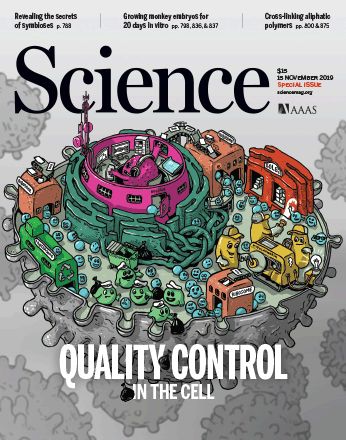 Revealing the secrets
of symbioses p. 788
Growing monkey embryos for
20 days in vitro pp. 798, 836, & 837
Cross-linking aliphatic
polymers pp. 800 & 875
Science
$15
15 NOVEMBER 2019
SPECIAL ISSUE
sciencemag.org
AAAS
QUALITY CONTROL
IN THE CELL